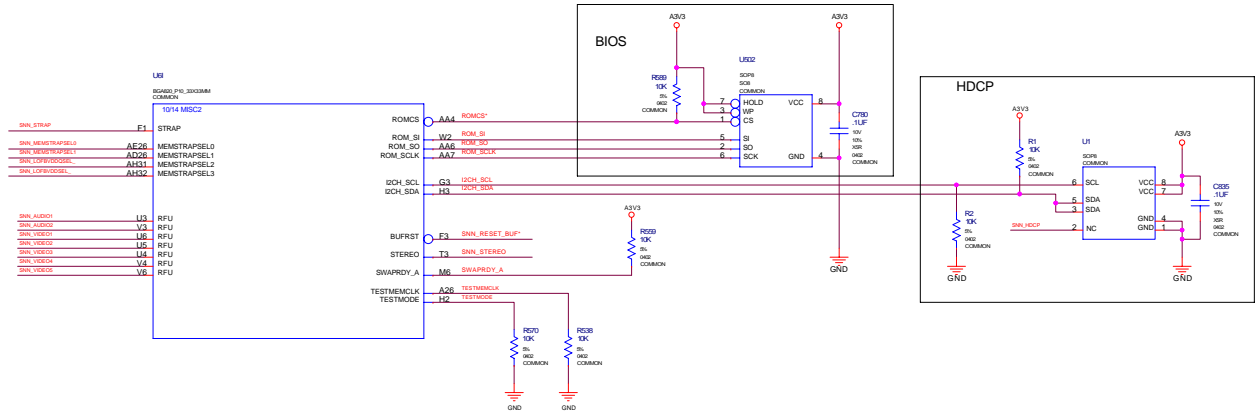 BIOS
A3V3
A3V3
R589
10K
5%
0402
COMMON
U502
SOP8
SO8
COMMON
7 HOLD VCC 8
3 WP
1 CS
5 SI
2 SO
6 SCK GND 4
C780
.1UF
10V
10%
X5R
0402
COMMON
GND
U6I
BGA820_P10_33X33MM
COMMON
10/14 MISC2
SNN_STRAP F1 STRAP
SNN_MEMSTRAPSEL0 AE26 MEMSTRAPSEL0
SNN_MEMSTRAPSEL1 AD26 MEMSTRAPSEL1
SNN_LOFBVDDQSEL_ AH31 MEMSTRAPSEL2
SNN_LOFBVDDSEL_ AH32 MEMSTRAPSEL3
SNN_AUDIO1 U3 RFU
SNN_AUDIO2 V3 RFU
SNN_VIDEO1 U6 RFU
SNN_VIDEO2 U5 RFU
SNN_VIDEO3 U4 RFU
SNN_VIDEO4 V4 RFU
SNN_VIDEO5 V6 RFU
ROMCS AA4 ROMCS*
ROM_SI W2 ROM_SI
ROM_SO AA6 ROM_SO
ROM_SCLK AA7 ROM_SCLK
I2CH_SCL G3 I2CH_SCL
I2CH_SDA H3 I2CH_SDA
BUFRST F3 SNN_RESET_BUF*
STEREO T3 SNN_STEREO
SWAPRDY_A M6 SWAPRDY_A
TESTMEMCLK A26 TESTMEMCLK
TESTMODE H2 TESTMODE
A3V3
R559
10K
5%
0402
COMMON
R570
10K
5%
0402
COMMON
GND
R538
10K
5%
0402
COMMON
GND
HDCP
A3V3
R1
10K
5%
0402
COMMON
R2
10K
5%
0402
COMMON
GND
U1
SOP8
COMMON
6 SCL VCC 8
VCC 7
5 SDA
3 SDA
GND 4
SNN_HDCP 2 NC GND 1
A3V3
C835
.1UF
10V
10%
X5R
0402
COMMON
GND